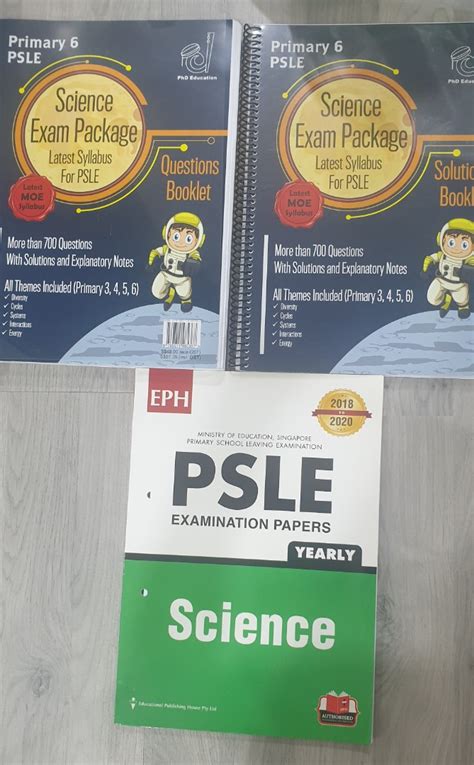 Primary 6
PSLE
PhD Education
Science
Exam Package
Latest Syllabus
For PSLE
Latest
MOE
Syllabus
Questions
Booklet
More than 700 Questions
With Solutions and Explanatory Notes
All Themes Included (Primary 3, 4, 5, 6)
✓ Diversity
✓ Cycles
✓ Systems
✓ Interactions
✓ Energy
Primary 6
PSLE
PhD Education
Science
Exam Package
Latest Syllabus
For PSLE
Latest
MOE
Syllabus
Solutio
Bookl
More than 700 Questions
With Solutions and Explanatory Notes
All Themes Included (Primary 3, 4, 5, 6)
✓ Diversity
✓ Cycles
✓ Systems
✓ Interactions
✓ Energy
EPH
2018
TO
2020
MINISTRY OF EDUCATION, SINGAPORE
PRIMARY SCHOOL LEAVING EXAMINATION
PSLE
EXAMINATION PAPERS
YEARLY
Science
Educational Publishing House Pte Ltd
AUTHORISED